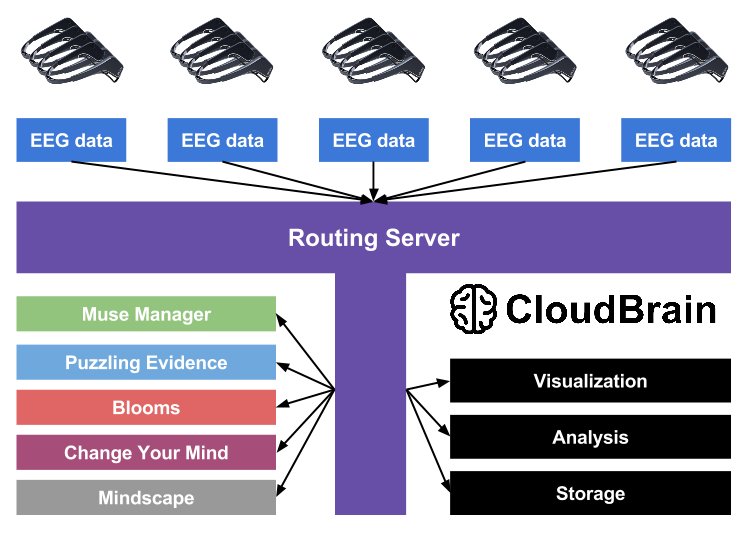 EEG data EEG data EEG data EEG data EEG data
Routing Server
CloudBrain
Muse Manager
Puzzling Evidence
Blooms
Change Your Mind
Mindscape
Visualization
Analysis
Storage